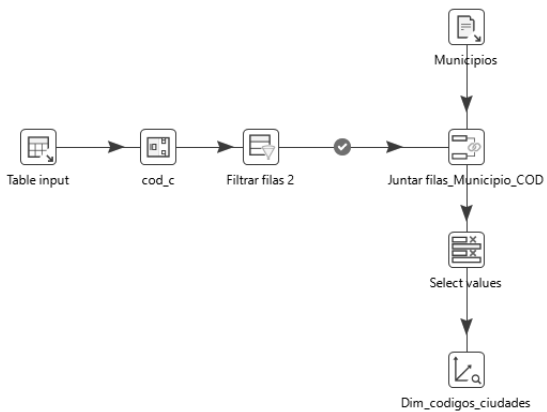 Municipios
Table input
cod_c
Filtrar filas 2
Juntar filas_Municipio_COD
Select values
Dim_codigos_ciudades